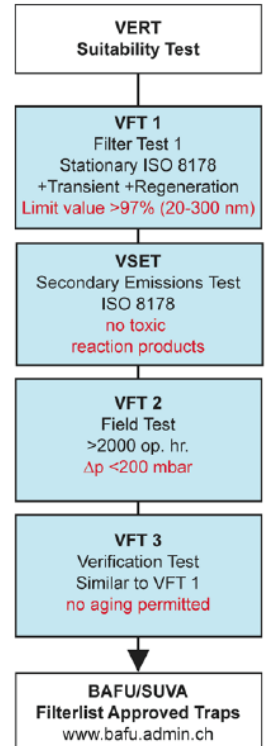 VERT
Suitability Test
VFT 1
Filter Test 1
Stationary ISO 8178
+Transient +Regeneration
Limit value >97% (20-300 nm)
VSET
Secondary Emissions Test
ISO 8178
no toxic
reaction products
VFT 2
Field Test
>2000 op. hr.
Δp <200 mbar
VFT 3
Verification Test
Similar to VFT 1
no aging permitted
BAFU/SUVA
Filterlist Approved Traps
www.bafu.admin.ch